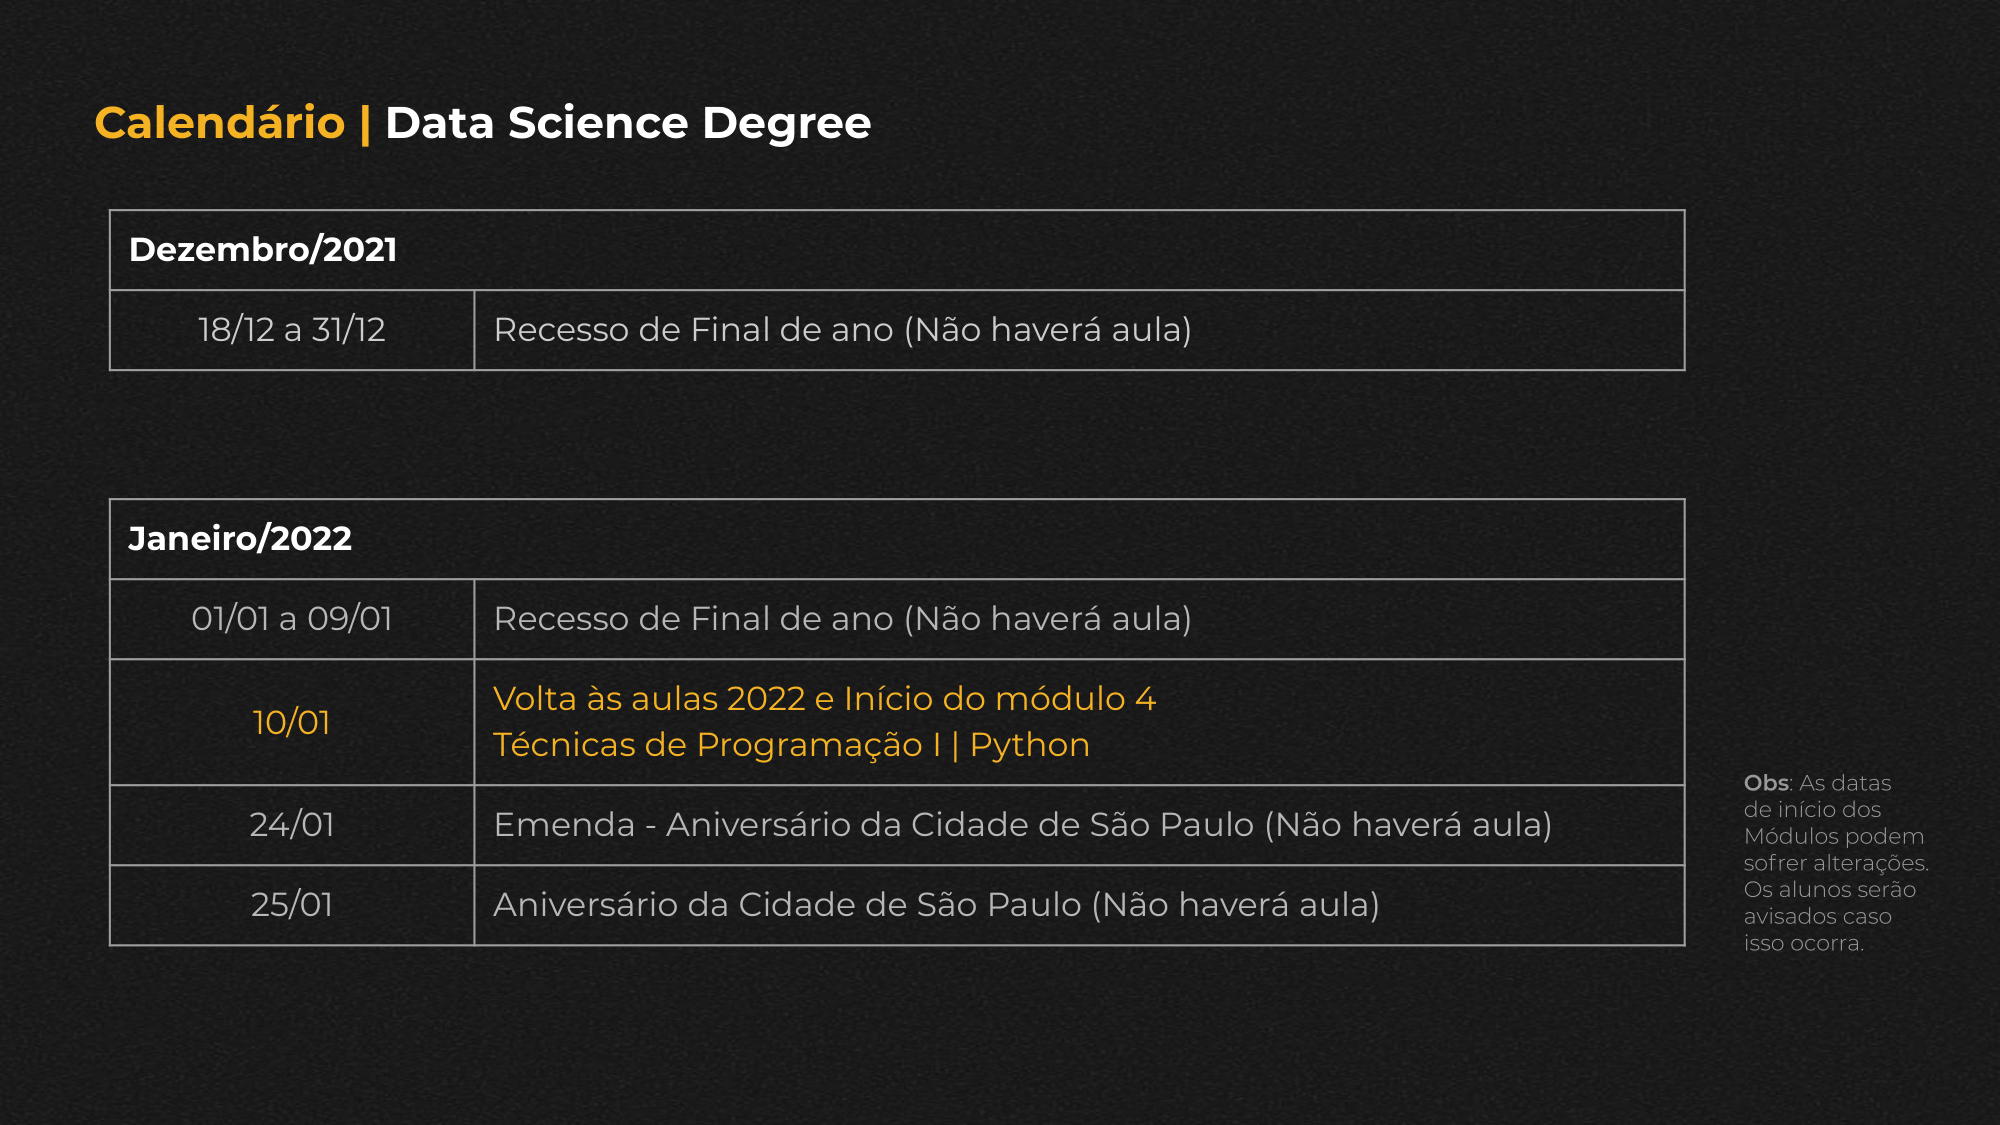 Calendário | Data Science Degree
Dezembro/2021
18/12 a 31/12 Recesso de Final de ano (Não haverá aula)
Janeiro/2022
01/01 a 09/01 Recesso de Final de ano (Não haverá aula)
10/01 Volta às aulas 2022 e Início do módulo 4
Técnicas de Programação I | Python
24/01 Emenda - Aniversário da Cidade de São Paulo (Não haverá aula)
25/01 Aniversário da Cidade de São Paulo (Não haverá aula)
Obs: As datas
de início dos
Módulos podem
sofrer alterações.
Os alunos serão
avisados caso
isso ocorra.